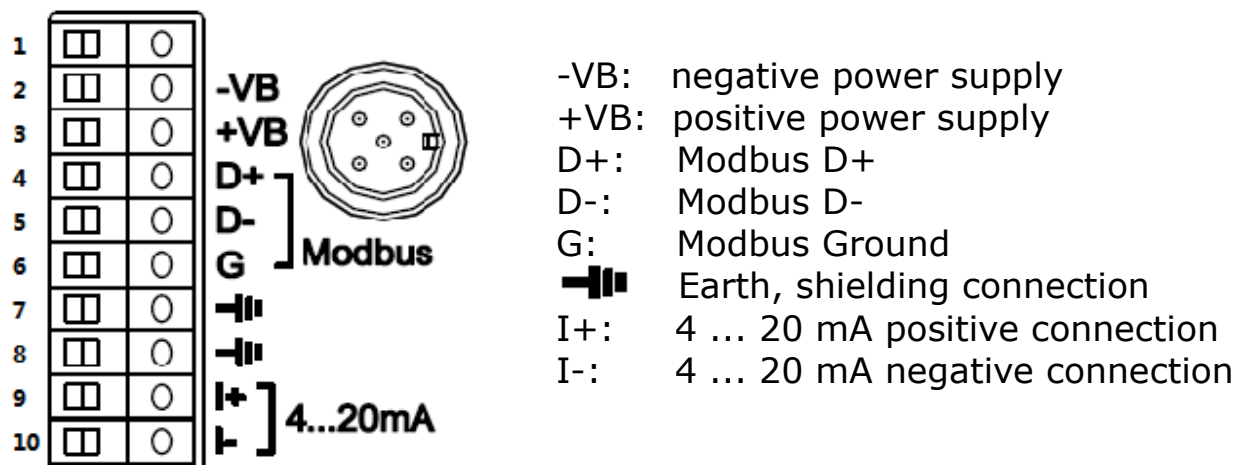 1
2 -VB
3 +VB
4 D+
5 D-
6 G
Modbus
7
8
9 I+
10 I-
4...20mA
-VB: negative power supply
+VB: positive power supply
D+: Modbus D+
D-: Modbus D-
G: Modbus Ground
Earth, shielding connection
I+: 4 ... 20 mA positive connection
I-: 4 ... 20 mA negative connection